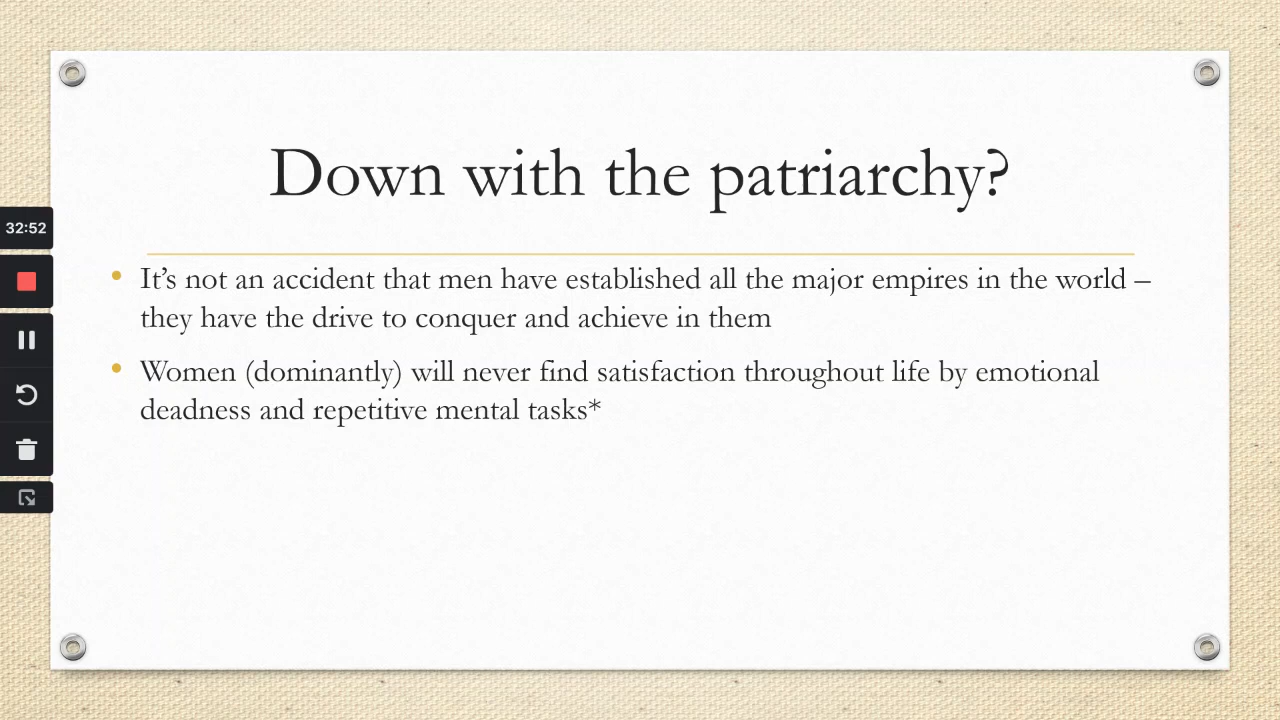 Down with the patriarchy?
32:52
It’s not an accident that men have established all the major empires in the world –
they have the drive to conquer and achieve in them
Women (dominantly) will never find satisfaction throughout life by emotional
deadness and repetitive mental tasks*